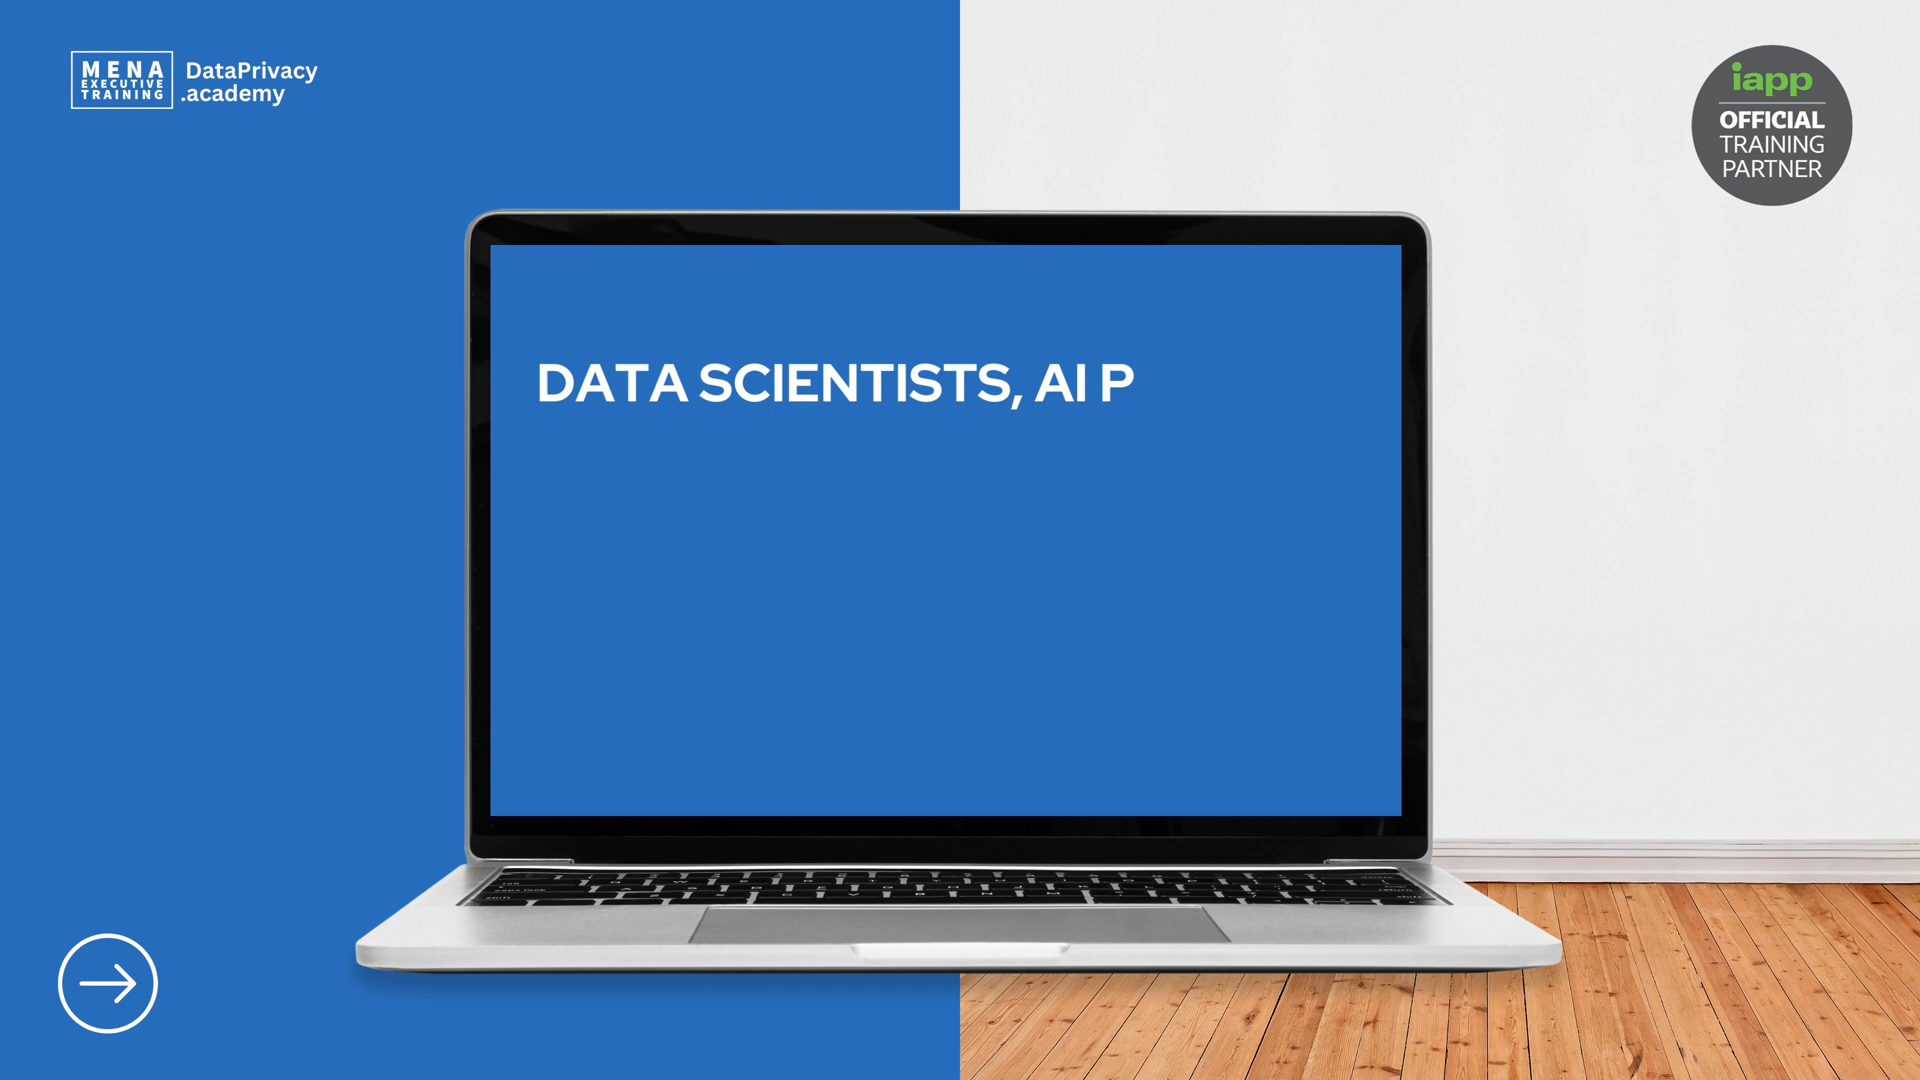 MENA
EXECUTIVE
TRAINING
DataPrivacy
.academy
iapp
OFFICIAL
TRAINING
PARTNER
DATA SCIENTISTS, AI P